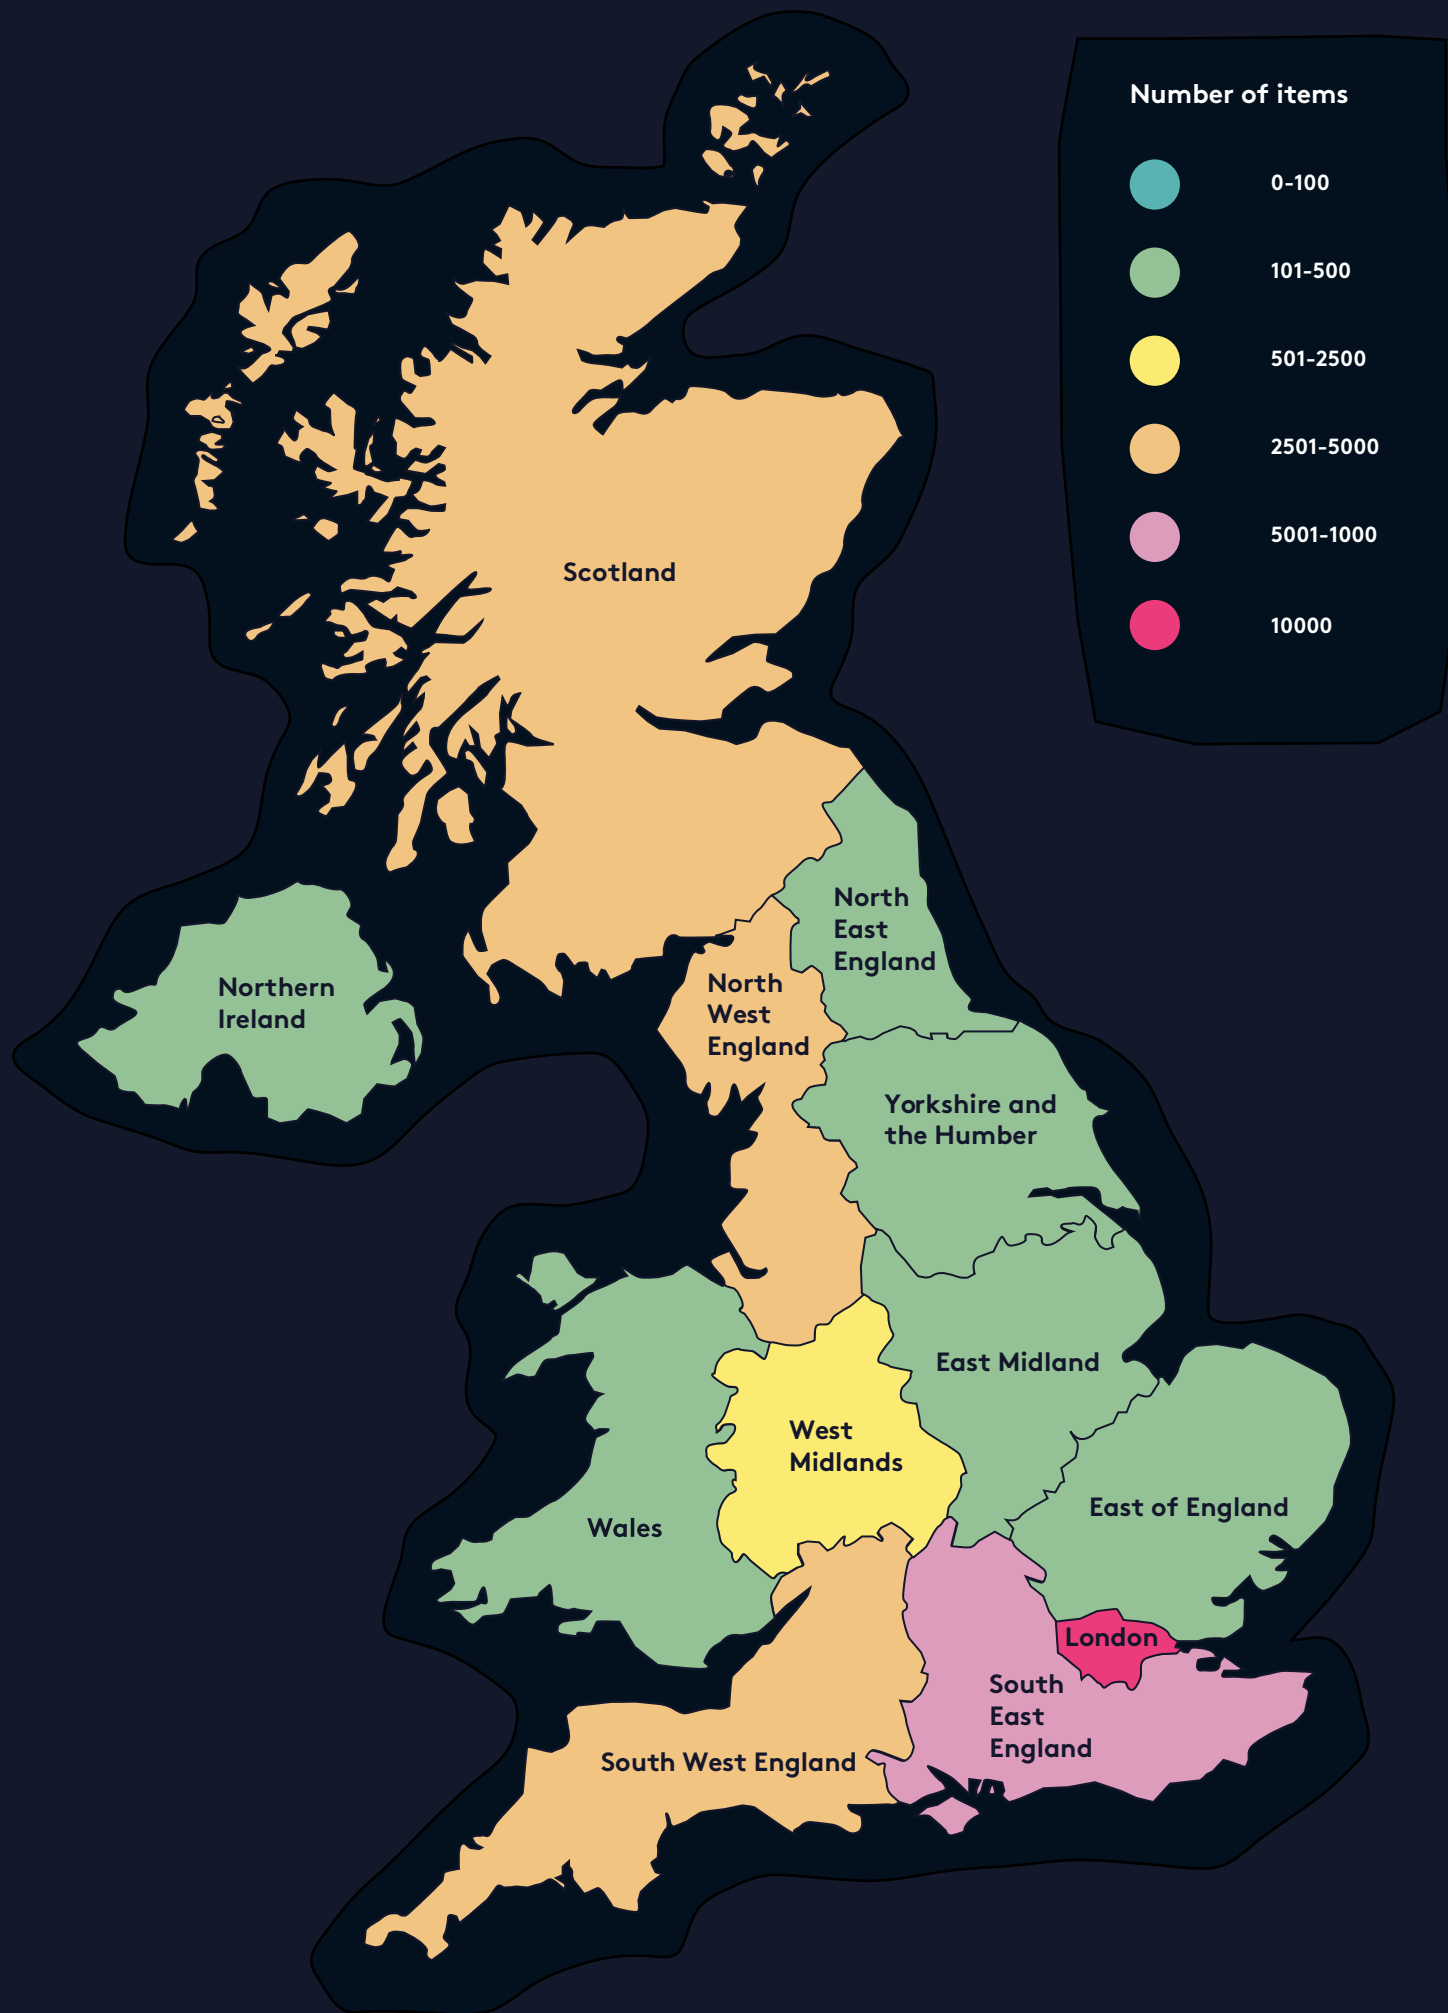 Number of items
0-100
101-500
501-2500
2501-5000
5001-1000
10000
Scotland
North
East
England
Northern
Ireland
North
West
England
Yorkshire and
the Humber
East Midland
West
Midlands
East of England
Wales
London
South
East
England
South West England